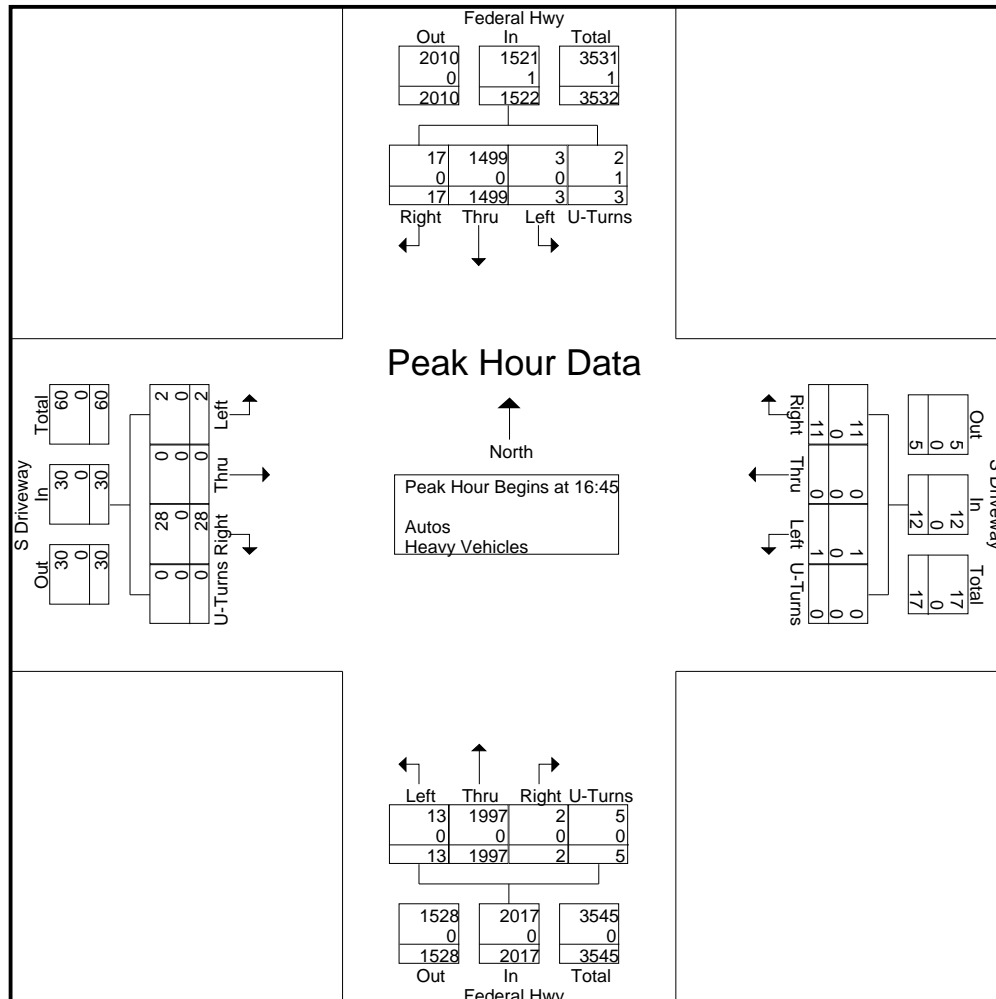 Federal Hwy
Out In Total
2010 1521 3531
0 1 1
2010 1522 3532
17 1499 3 2
0 0 0 1
17 1499 3 3
Right Thru Left U-Turns
Peak Hour Data
North
Peak Hour Begins at 16:45
Autos
Heavy Vehicles
S Driveway
Out In Total
30 30 60
0 0 0
30 30 60
2 0 2
0 0 0
28 0 28
0 0 0
U-Turns Right Thru Left
Right Thru Left U-Turns
11 0 1 0
0 0 0 0
11 0 1 0
Out In Total
5 12 17
0 0 0
5 12 17
S Driveway
Left Thru Right U-Turns
13 1997 2 5
0 0 0 0
13 1997 2 5
1528 2017 3545
0 0 0
1528 2017 3545
Out In Total
Federal Hwy